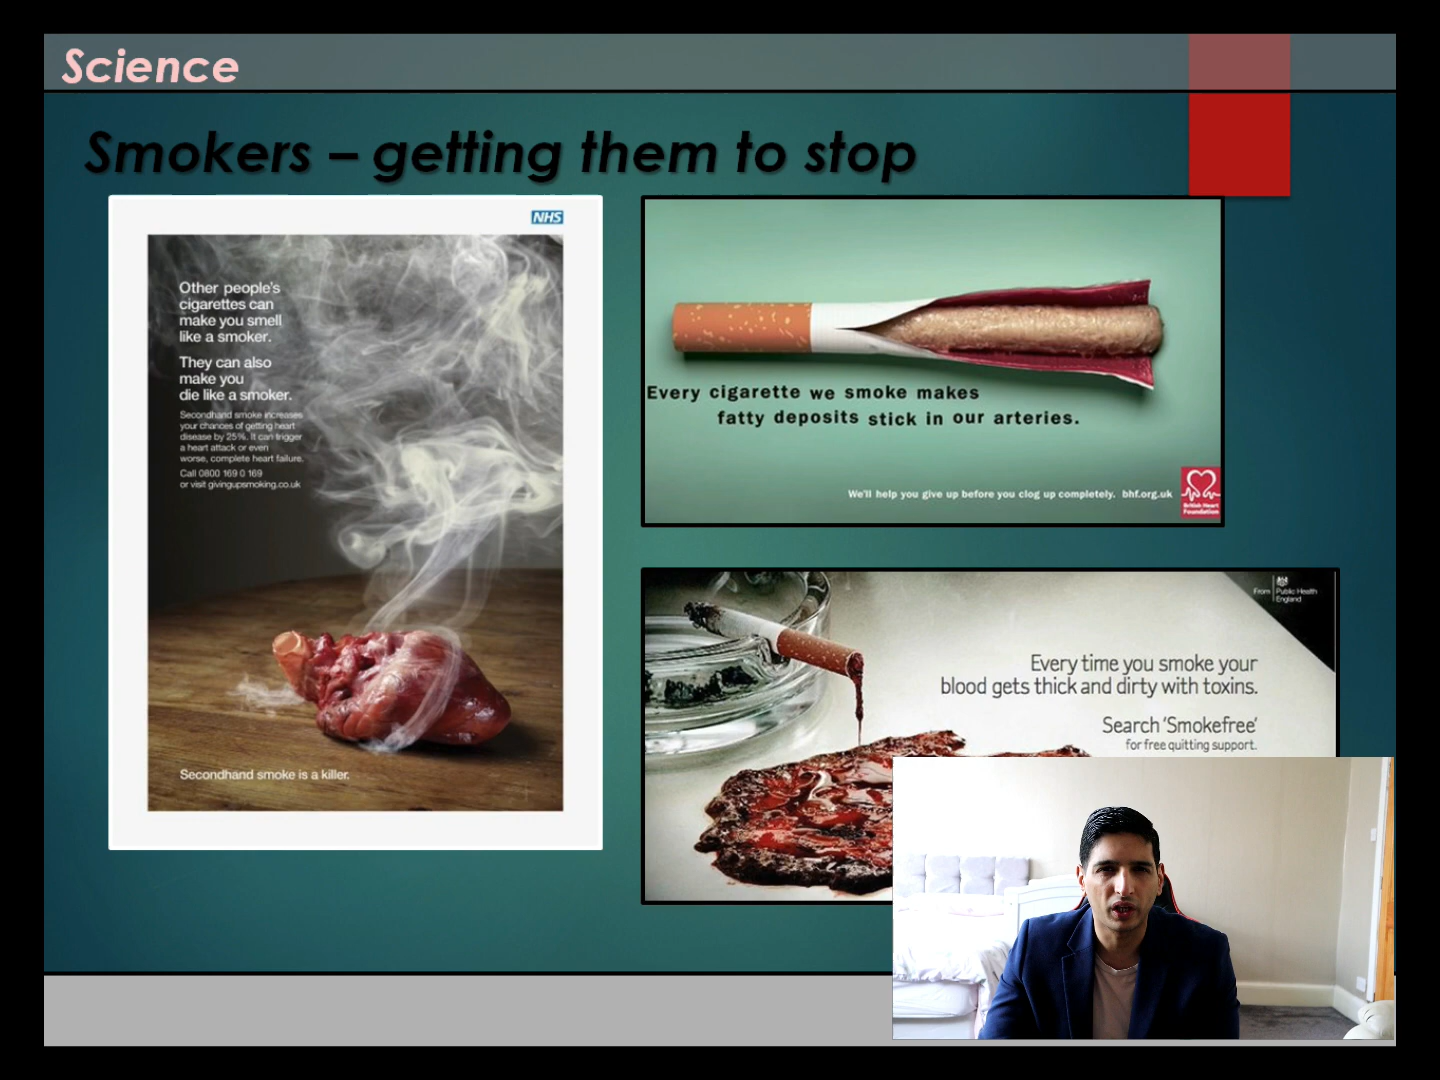 Science
Smokers – getting them to stop
NHS
Other people's
cigarettes can
make you smell
like a smoker.
They can also
make you
die like a smoker.
Secondhand smoke increases
your chances of getting heart
disease by 25%. It can trigger
a heart attack or even
worse, complete heart failure.
Call 0800 169 0 169
or visit givingupsmoking.co.uk
Secondhand smoke is a killer.
Every cigarette we smoke makes
fatty deposits stick in our arteries.
We'll help you give up before you clog up completely. bhf.org.uk
British Heart
Foundation
From Public Health
England
Every time you smoke your
blood gets thick and dirty with toxins.
Search 'Smokefree'
for free quitting support.